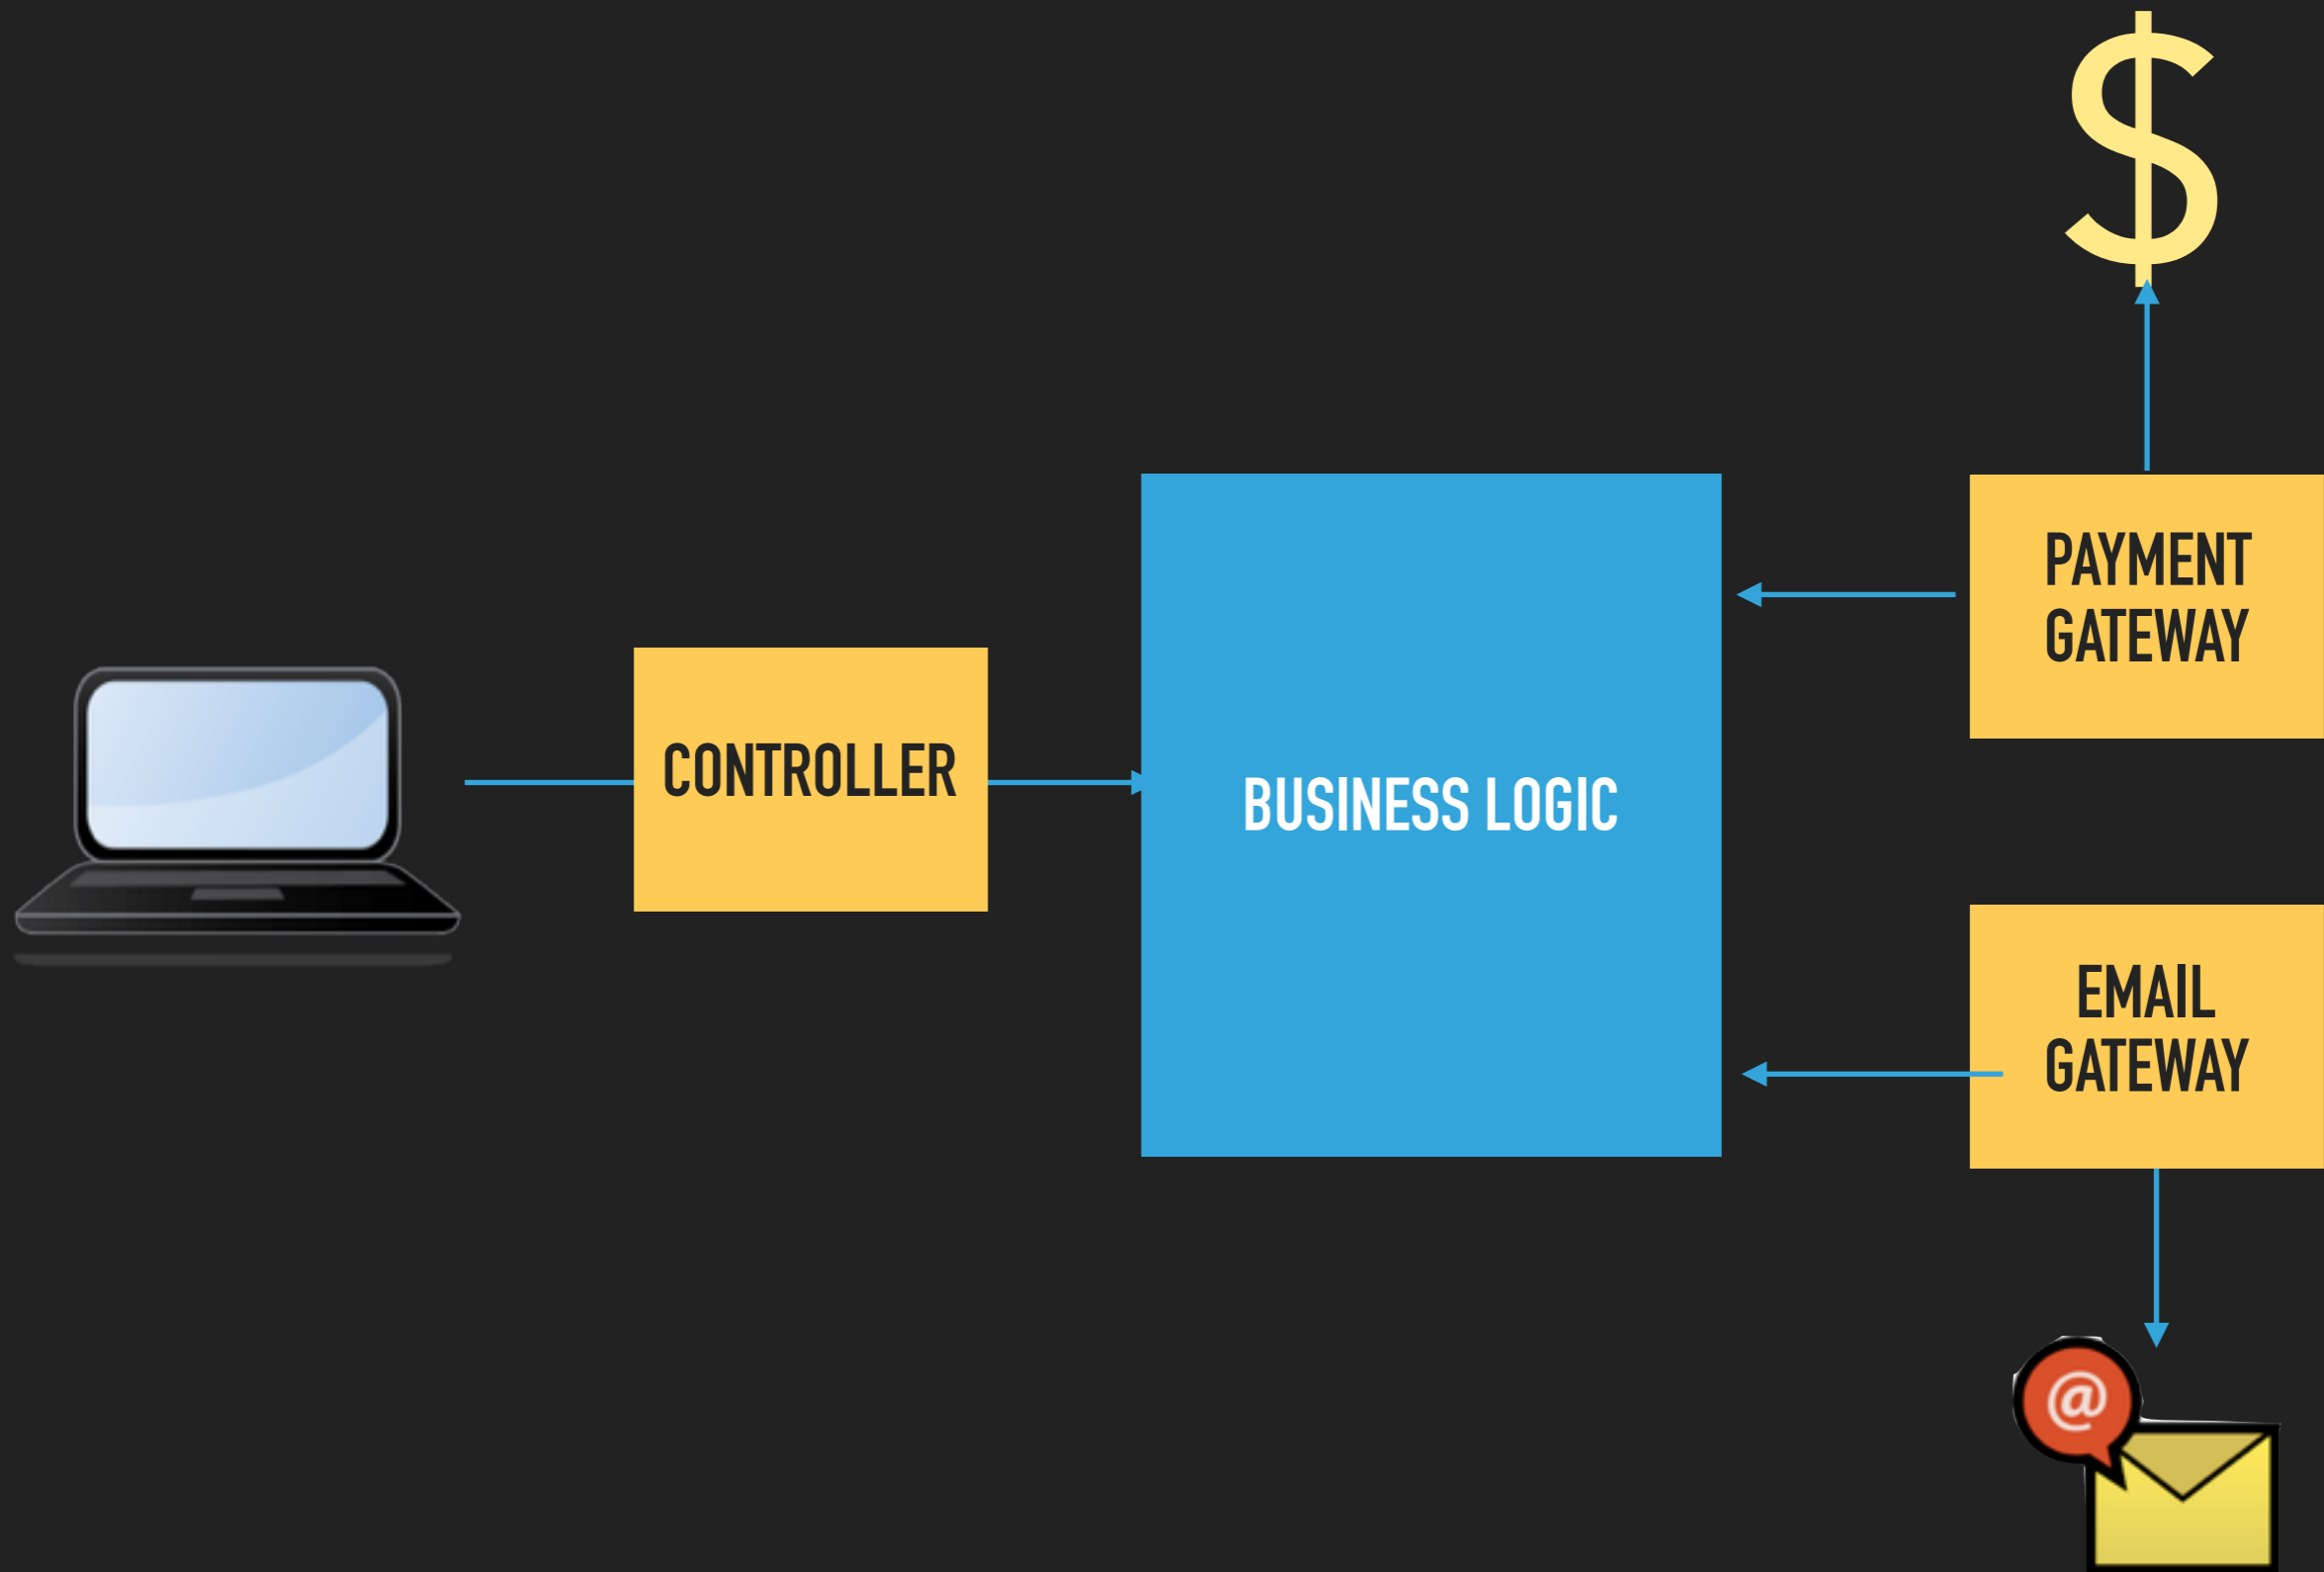 $
CONTROLLER
BUSINESS LOGIC
PAYMENT
GATEWAY
EMAIL
GATEWAY
@